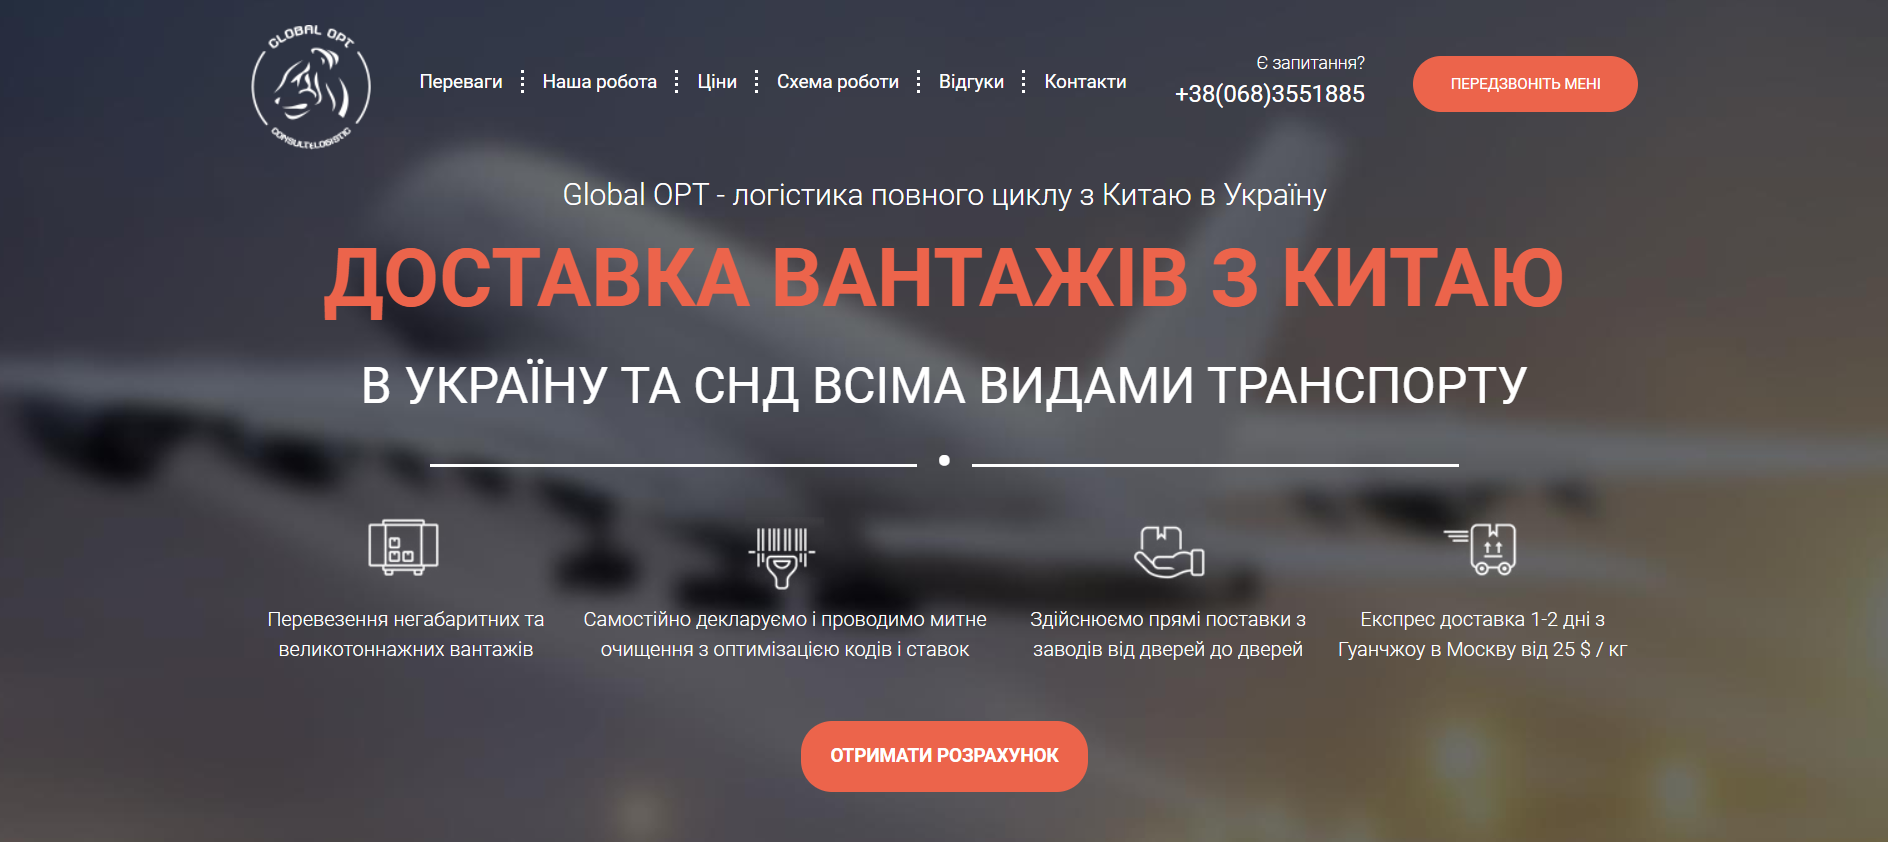 GLOBAL OPT
CONSULT&LOGISTIC
Переваги
Наша робота
Ціни
Схема роботи
Відгуки
Контакти
Є запитання?
+38(068)3551885
ПЕРЕДЗВОНІТЬ МЕНІ
Global OPT - логістика повного циклу з Китаю в Україну
ДОСТАВКА ВАНТАЖІВ З КИТАЮ
В УКРАЇНУ ТА СНД ВСІМА ВИДАМИ ТРАНСПОРТУ
Перевезення негабаритних та
великотоннажних вантажів
Самостійно декларуємо і проводимо митне
очищення з оптимізацією кодів і ставок
Здійснюємо прямі поставки з
заводів від дверей до дверей
Експрес доставка 1-2 дні з
Гуанчжоу в Москву від 25 $ / кг
ОТРИМАТИ РОЗРАХУНОК